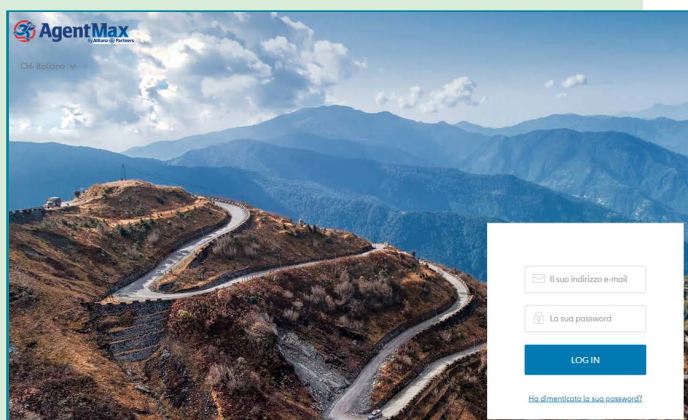 AgentMax
by Allianz Partners
CH- Italiano
Il suo indirizzo e-mail
La sua password
LOG IN
Ha dimenticato la sua password?